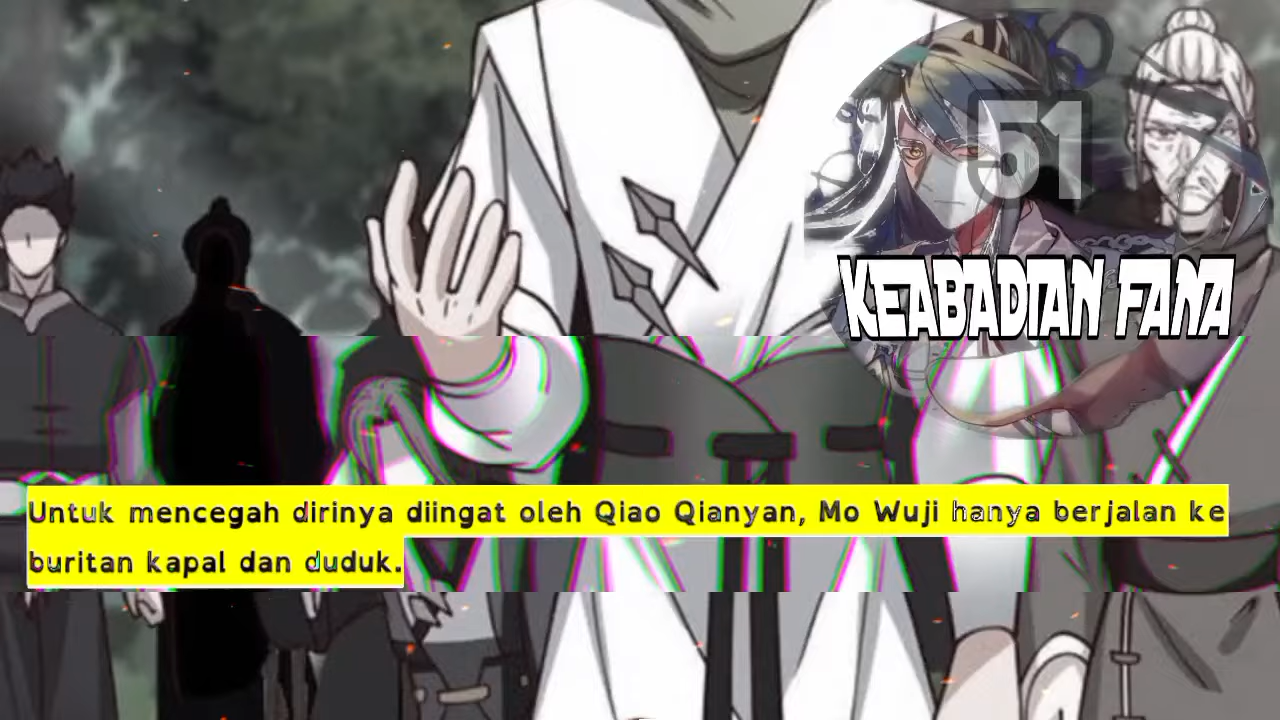 51
KEABADIAN FANA
Untuk mencegah dirinya diingat oleh Qiao Qianyan, Mo Wuji hanya berjalan ke
buritan kapal dan duduk.